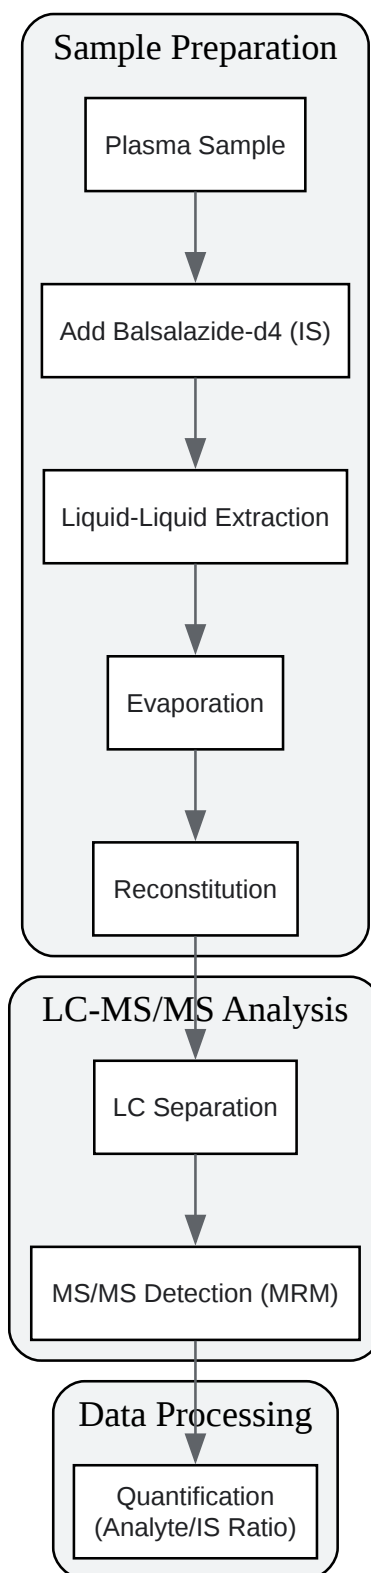 Sample Preparation
Plasma Sample
Add Balsalazide-d4 (IS)
Liquid-Liquid Extraction
Evaporation
Reconstitution
LC-MS/MS Analysis
LC Separation
MS/MS Detection (MRM)
Data Processing
Quantification
(Analyte/IS Ratio)